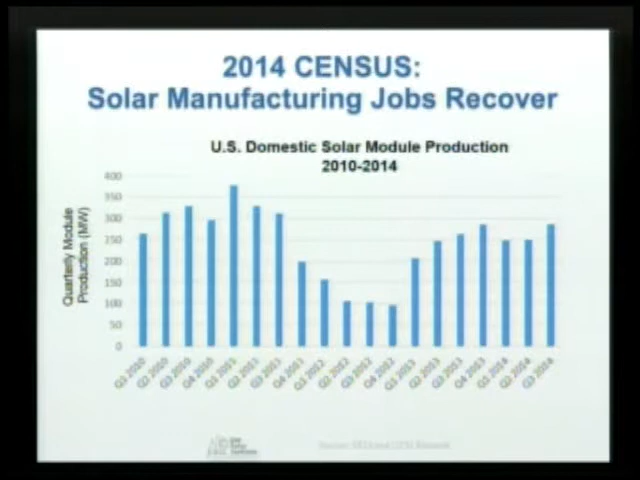 2014 CENSUS:
Solar Manufacturing Jobs Recover
U.S. Domestic Solar Module Production
2010-2014
Quarterly Module
Production (MW)
400
350
300
250
200
150
100
50
0
Q1 2010
Q2 2010
Q3 2010
Q4 2010
Q1 2011
Q2 2011
Q3 2011
Q4 2011
Q1 2012
Q2 2012
Q3 2012
Q4 2012
Q1 2013
Q2 2013
Q3 2013
Q4 2013
Q1 2014
Q2 2014
Q3 2014